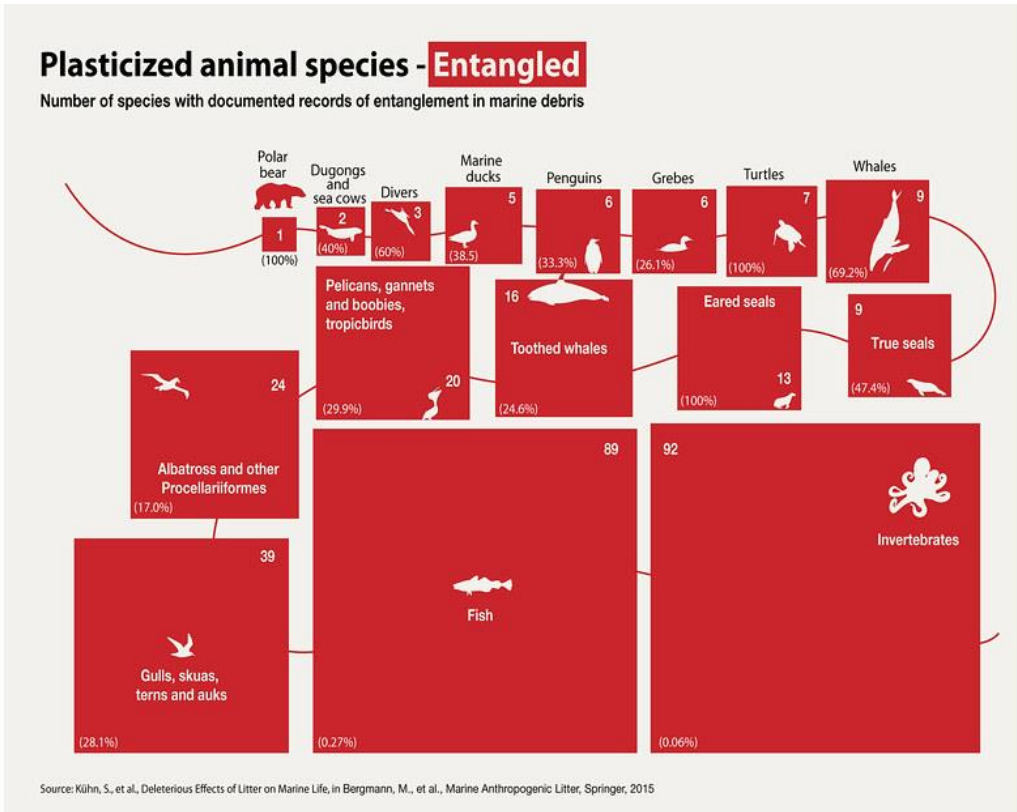 Plasticized animal species - Entangled
Number of species with documented records of entanglement in marine debris
Polar
bear
1
(100%)
Dugongs
and
sea cows
2
(40%)
Divers
3
(60%)
Marine
ducks
5
(38.5)
Penguins
6
(33.3%)
Grebes
6
(26.1%)
Turtles
7
(100%)
Whales
9
(69.2%)
9
True seals
(47.4%)
Eared seals
13
(100%)
16
Toothed whales
(24.6%)
Pelicans, gannets
and boobies,
tropicbirds
20
(29.9%)
24
Albatross and other
Procellariiformes
(17.0%)
39
Gulls, skuas,
terns and auks
(28.1%)
89
Fish
(0.27%)
92
Invertebrates
(0.06%)
Source: Kühn, S., et al., Deleterious Effects of Litter on Marine Life, in Bergmann, M., et al., Marine Anthropogenic Litter, Springer, 2015